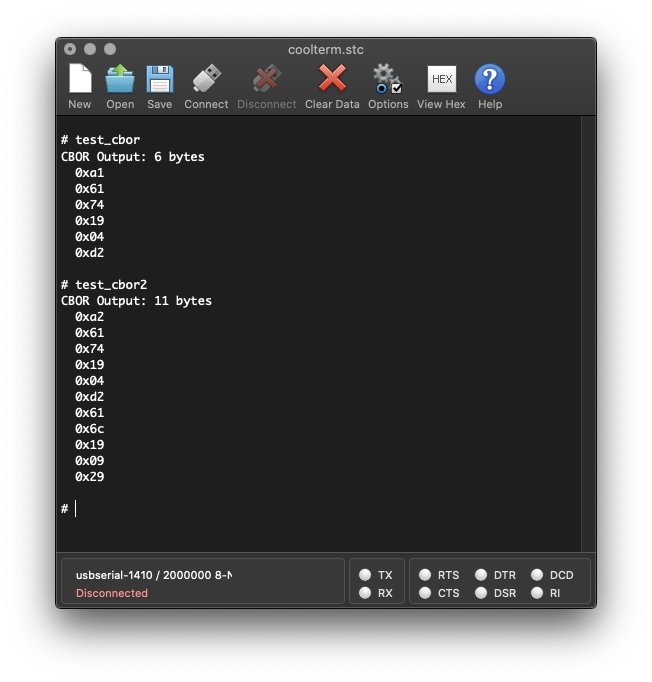 coolterm.stc
New Open Save Connect Disconnect Clear Data Options View Hex Help
HEX
?
# test_cbor
CBOR Output: 6 bytes
0xa1
0x61
0x74
0x19
0x04
0xd2
# test_cbor2
CBOR Output: 11 bytes
0xa2
0x61
0x74
0x19
0x04
0xd2
0x61
0x6c
0x19
0x09
0x29
#
usbserial-1410 / 2000000 8-N
Disconnected
TX
RX
RTS DTR DCD
CTS DSR RI